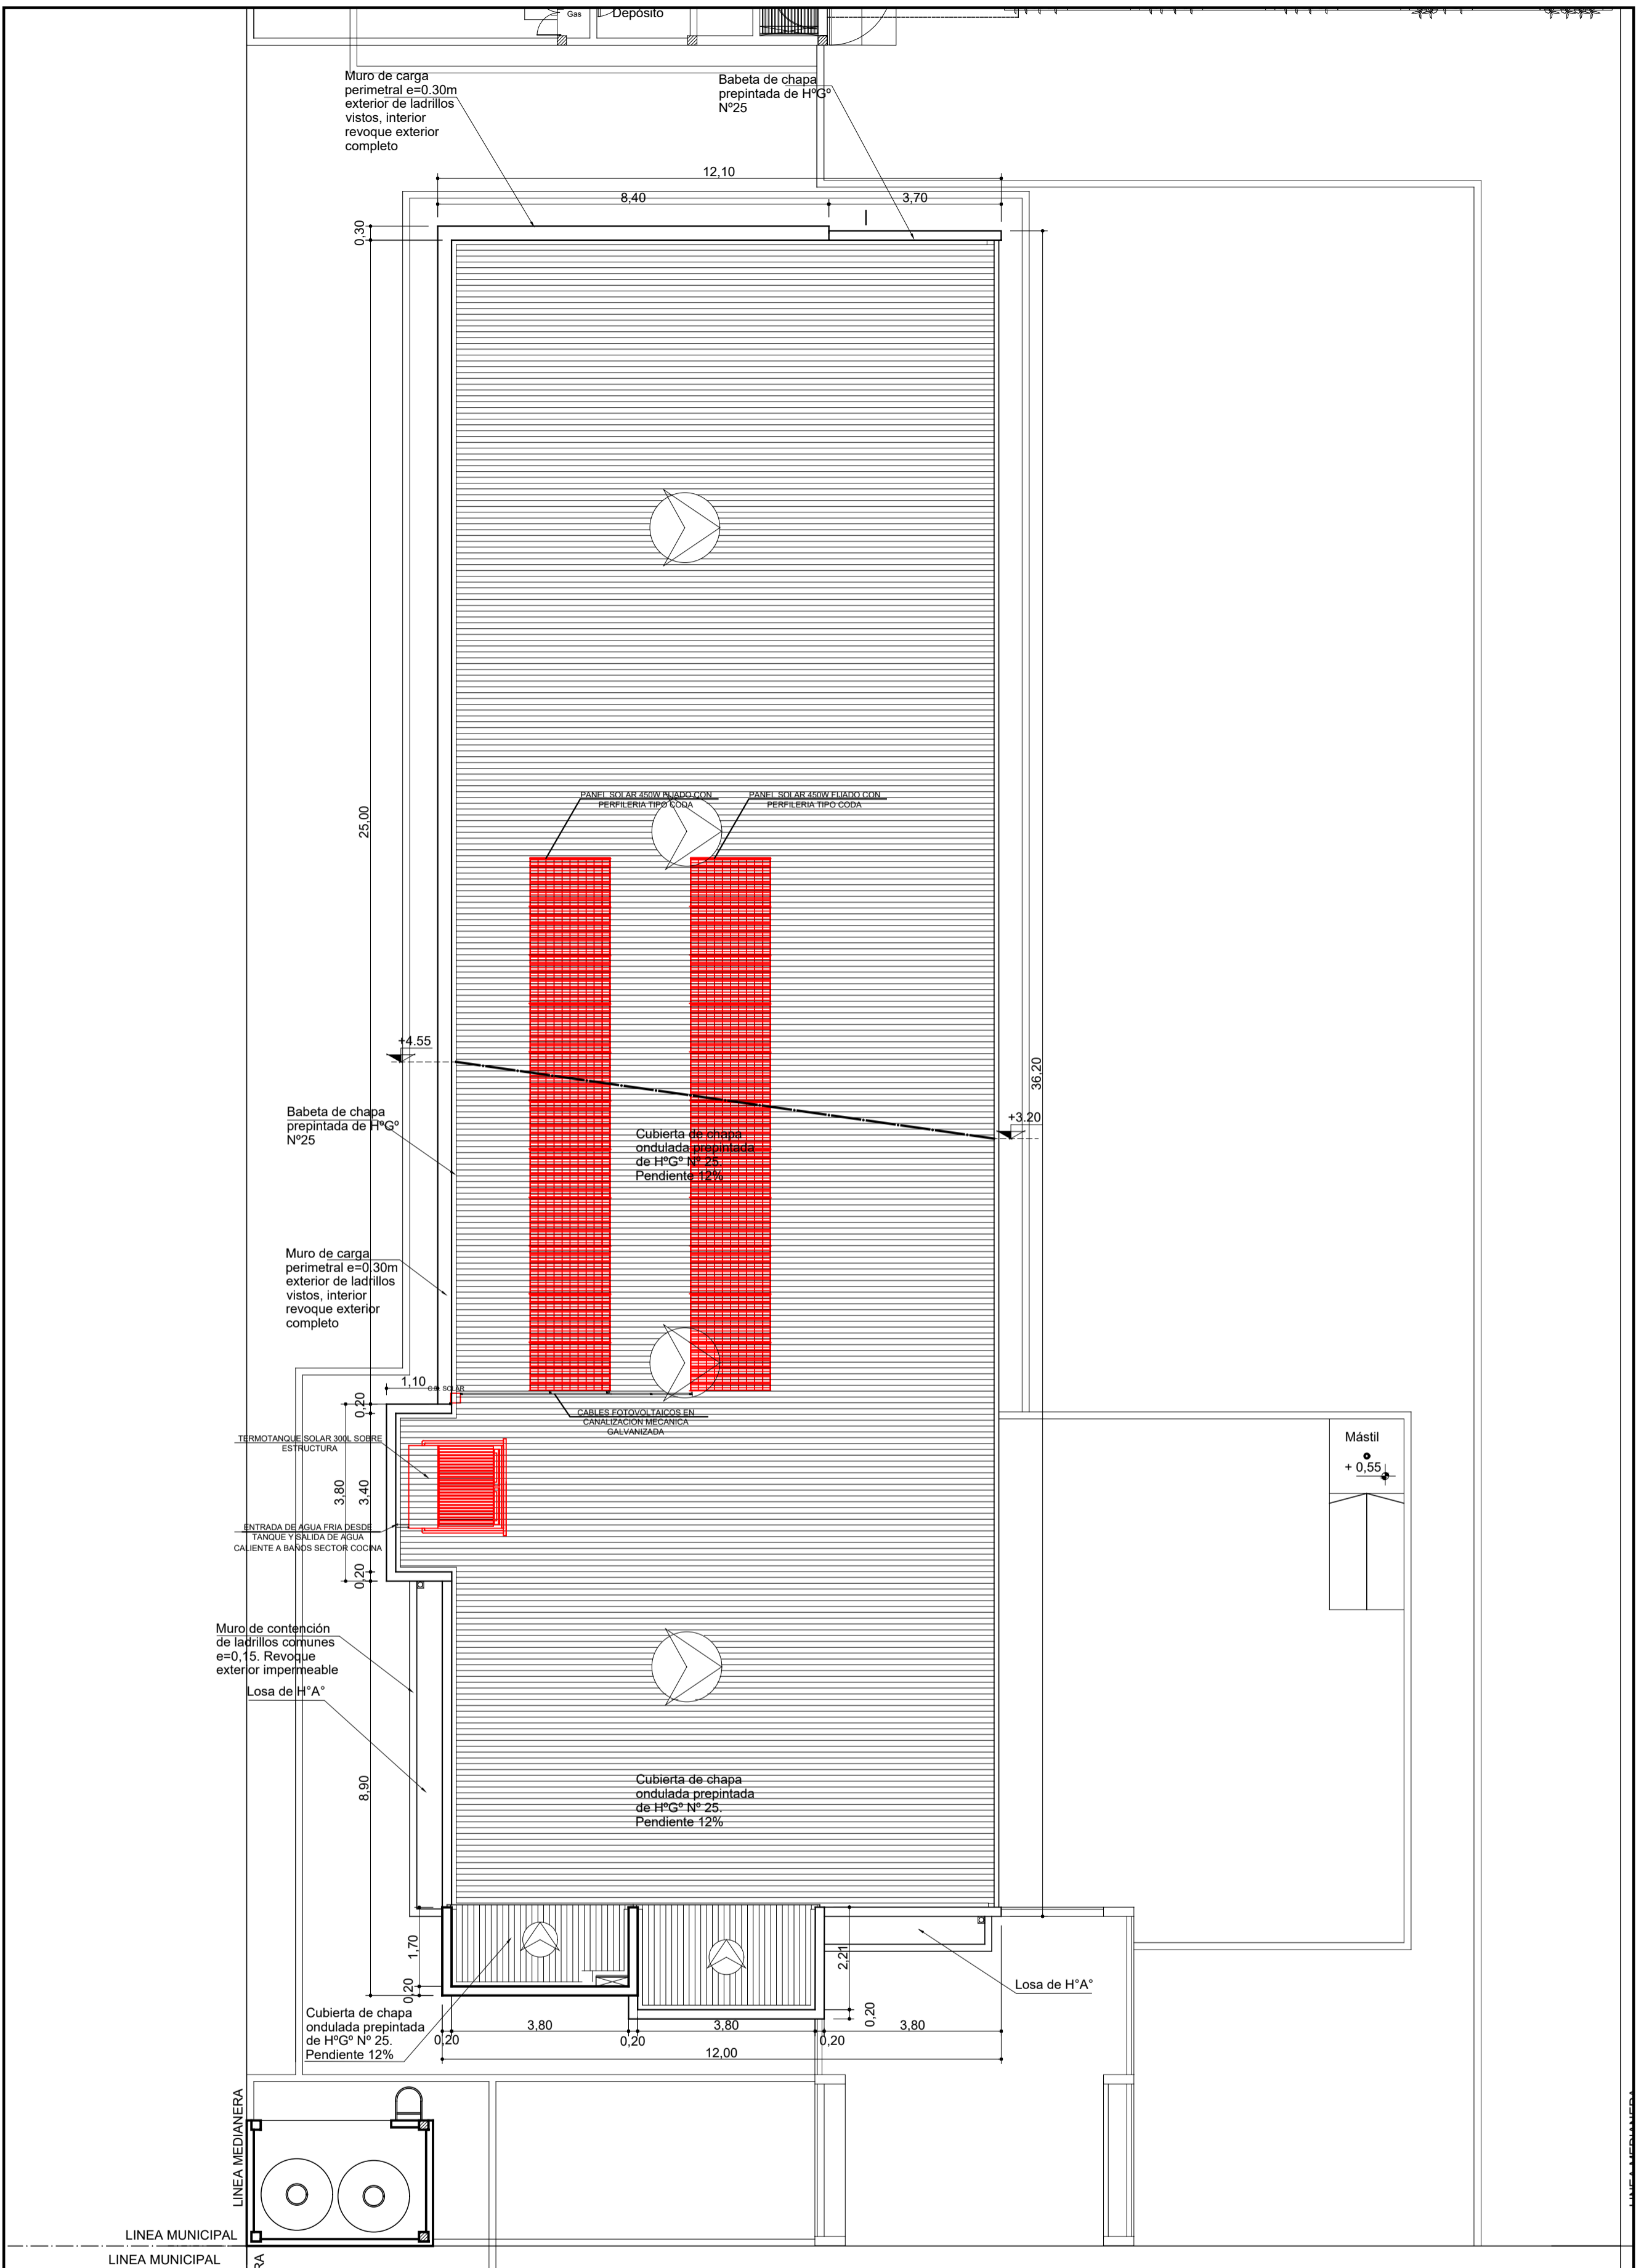 Gas
Depósito
Muro de carga
perimetral e=0.30m
exterior de ladrillos
vistos, interior
revoque exterior
completo
Babeta de chapa
prepintada de HºGº
Nº25
12,10
8,40
3,70
0,30
25,00
PANEL SOLAR 450W FIJADO CON
PERFILERIA TIPO CODA
PANEL SOLAR 450W FIJADO CON
PERFILERIA TIPO CODA
+4.55
36,20
+3.20
Babeta de chapa
prepintada de HºGº
Nº25
Cubierta de chapa
ondulada prepintada
de HºGº Nº 25.
Pendiente 12%
Muro de carga
perimetral e=0.30m
exterior de ladrillos
vistos, interior
revoque exterior
completo
1,10
C.C. SOLAR
0,20
CABLES FOTOVOLTAICOS EN
CANALIZACIÓN MECANICA
GALVANIZADA
TERMOTANQUE SOLAR 300L SOBRE
ESTRUCTURA
Mástil
+ 0,55
3,80
3,40
ENTRADA DE AGUA FRIA DESDE
TANQUE Y SALIDA DE AGUA
CALIENTE A BAÑOS SECTOR COCINA
0,20
Muro de contención
de ladrillos comunes
e=0,15. Revoque
exterior impermeable
Losa de H°A°
8,90
Cubierta de chapa
ondulada prepintada
de HºGº Nº 25.
Pendiente 12%
1,70
2,21
0,20
0,20
Losa de H°A°
Cubierta de chapa
ondulada prepintada
de HºGº Nº 25.
Pendiente 12%
0,20
3,80
0,20
3,80
0,20
3,80
12,00
LINEA MEDIANERA
LINEA MEDIANERA
LINEA MUNICIPAL
LINEA MUNICIPAL
RA